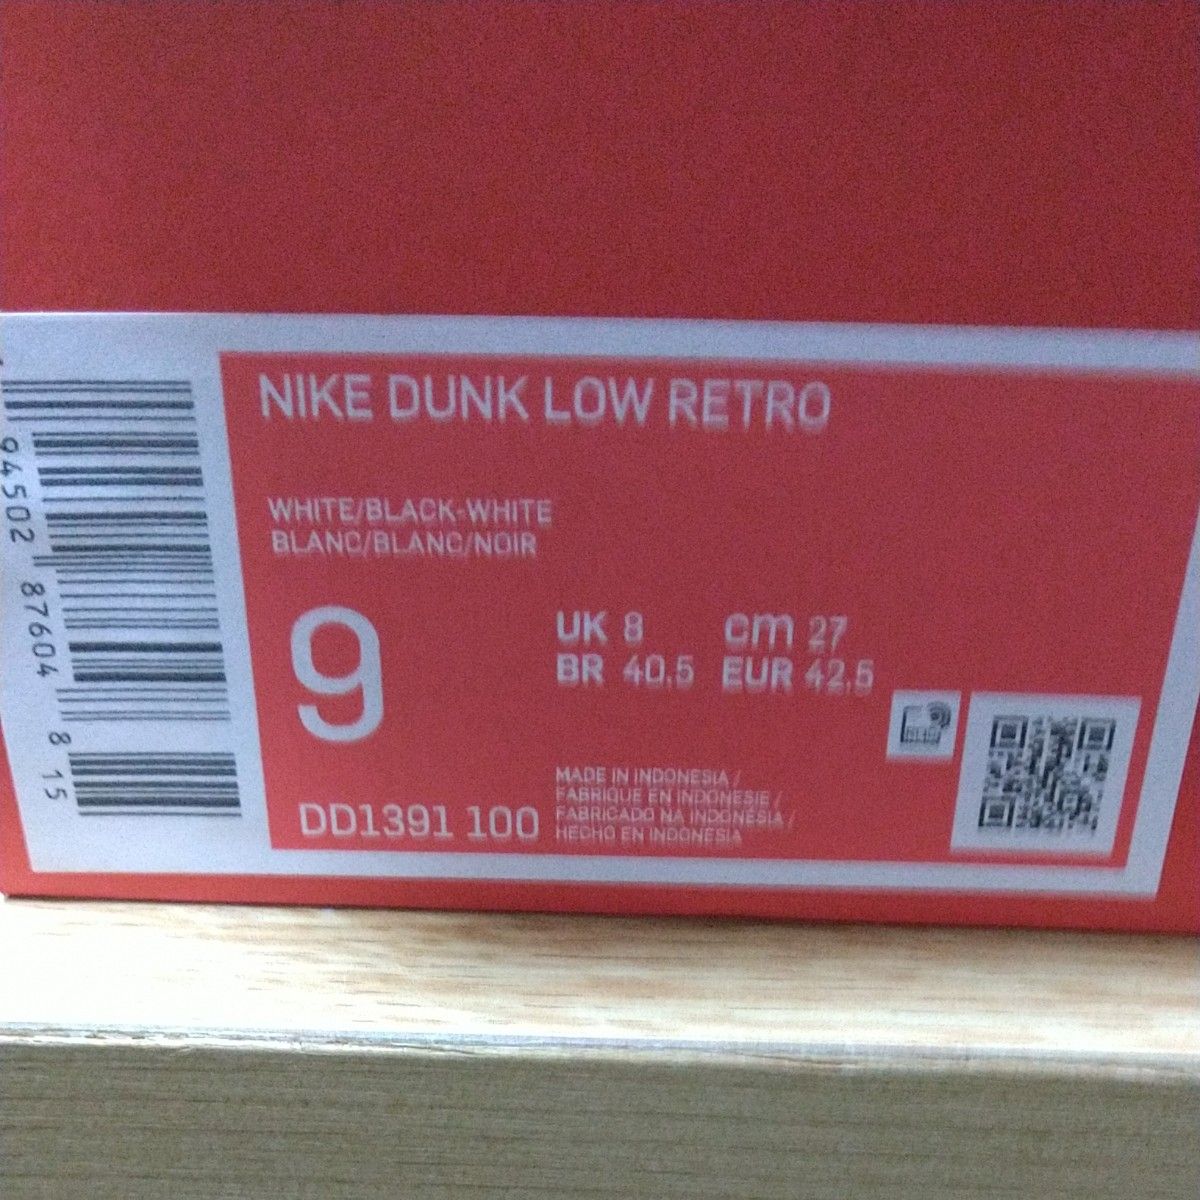 NIKE DUNK LOW RETRO
WHITE/BLACK-WHITE
BLANC/BLANC/NOIR
9
UK 8 cm 27
BR 40.5 EUR 42.5
DD1391 100
MADE IN INDONESIA /
FABRIQUE EN INDONESIE /
FABRICADO NA INDONESIA /
HECHO EN INDONESIA
94502 87604 8 15